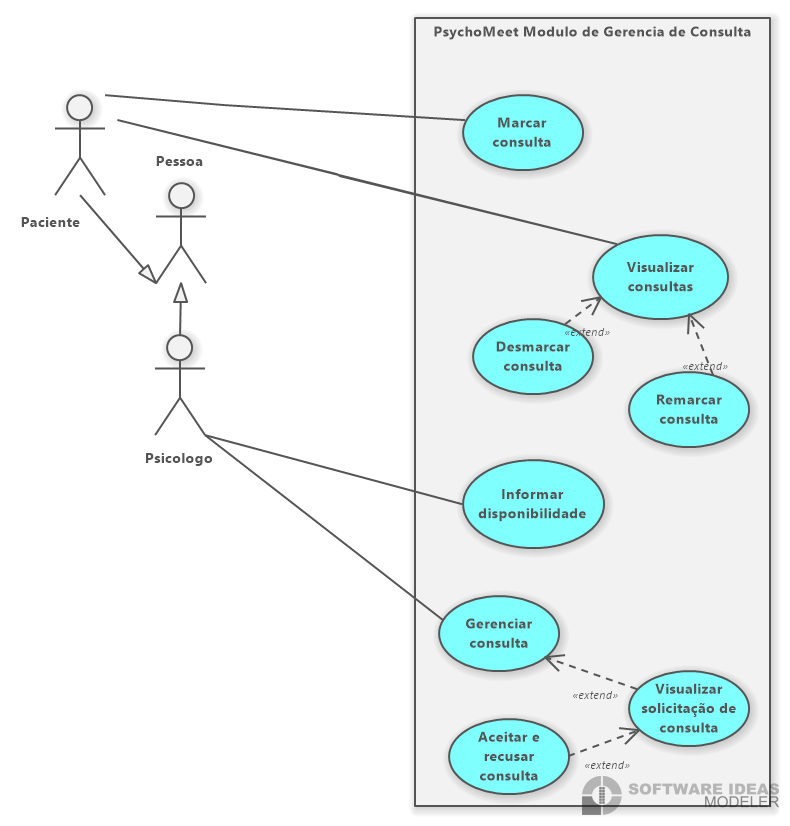 PsychoMeet Modulo de Gerencia de Consulta
Marcar
consulta
Pessoa
Paciente
Visualizar
consultas
«extend»
Desmarcar
consulta
«extend»
Remarcar
consulta
Psicologo
Informar
disponibilidade
Gerenciar
consulta
«extend»
Visualizar
solicitação de
consulta
Aceitar e
recusar
consulta
«extend»
SOFTWARE IDEAS
MODELER